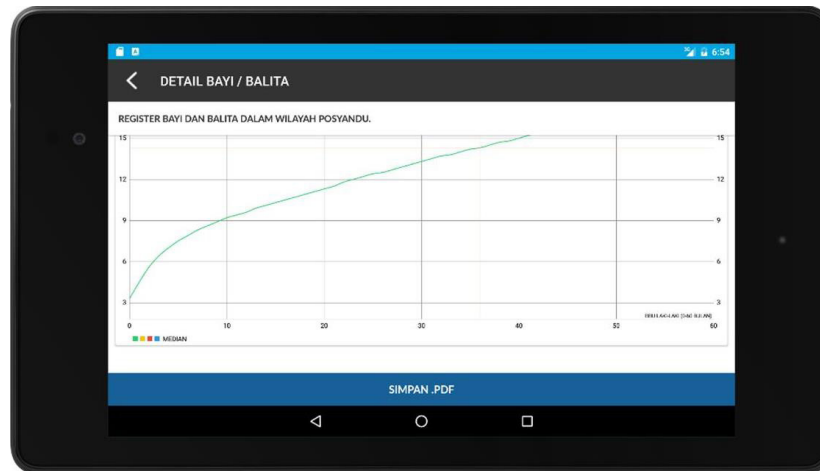 6:54
DETAIL BAYI / BALITA
REGISTER BAYI DAN BALITA DALAM WILAYAH POSYANDU.
15 15
12 12
9 9
6 6
3 3
0 10 20 30 40 50 60
MEDIAN
SIMPAN .PDF